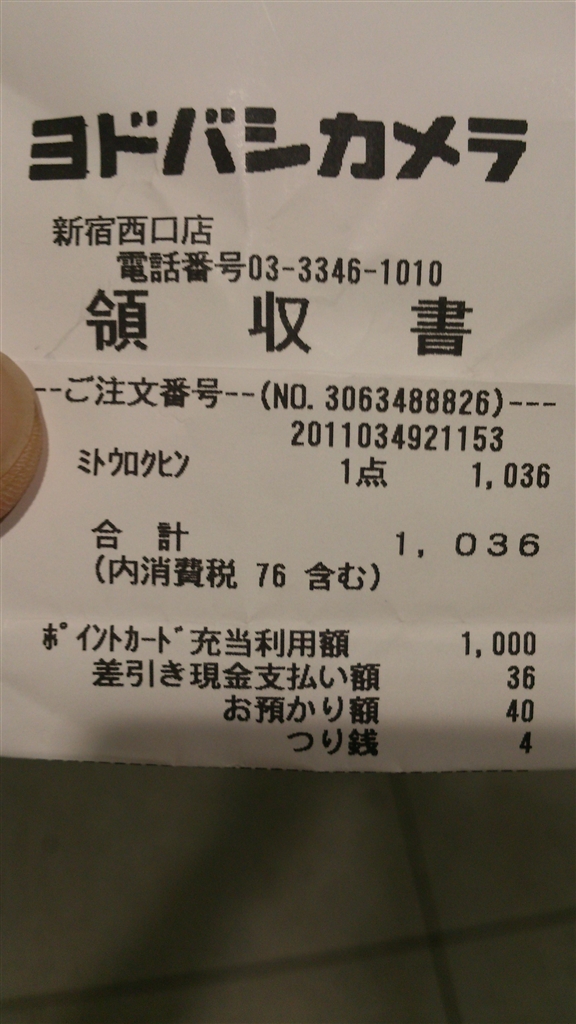 ヨドバシカメラ
新宿西口店
電話番号03-3346-1010
領収書
--ご注文番号--(NO. 3063488826)---
2011034921153
ﾐﾄｳﾛｸﾋﾝ 1点 1,036
合計 1,036
(内消費税 76 含む)
ﾎﾟｲﾝﾄｶｰﾄﾞ充当利用額 1,000
差引き現金支払い額 36
お預かり額 40
つり銭 4